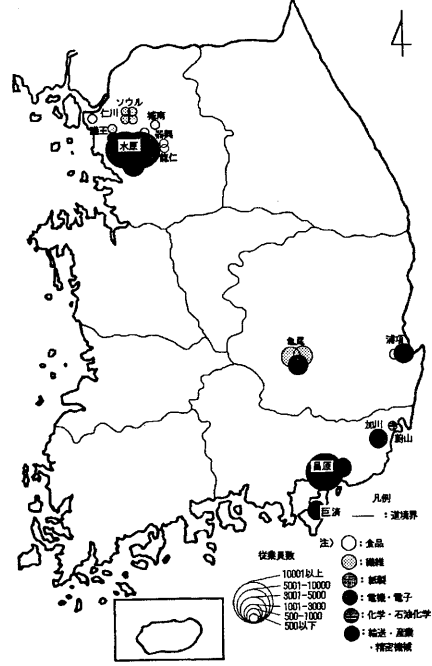 ソウル
仁川
城南
義王
器興
水原
龍仁
亀尾
浦項
加川
蔚山
昌原
巨済
凡例
：道境界
注）
：食品
：繊維
：紙製
：電機・電子
：化学・石油化学
：輸送・産業
・精密機械
従業員数
10001以上
5001-10000
3001-5000
1001-3000
500-1000
500以下